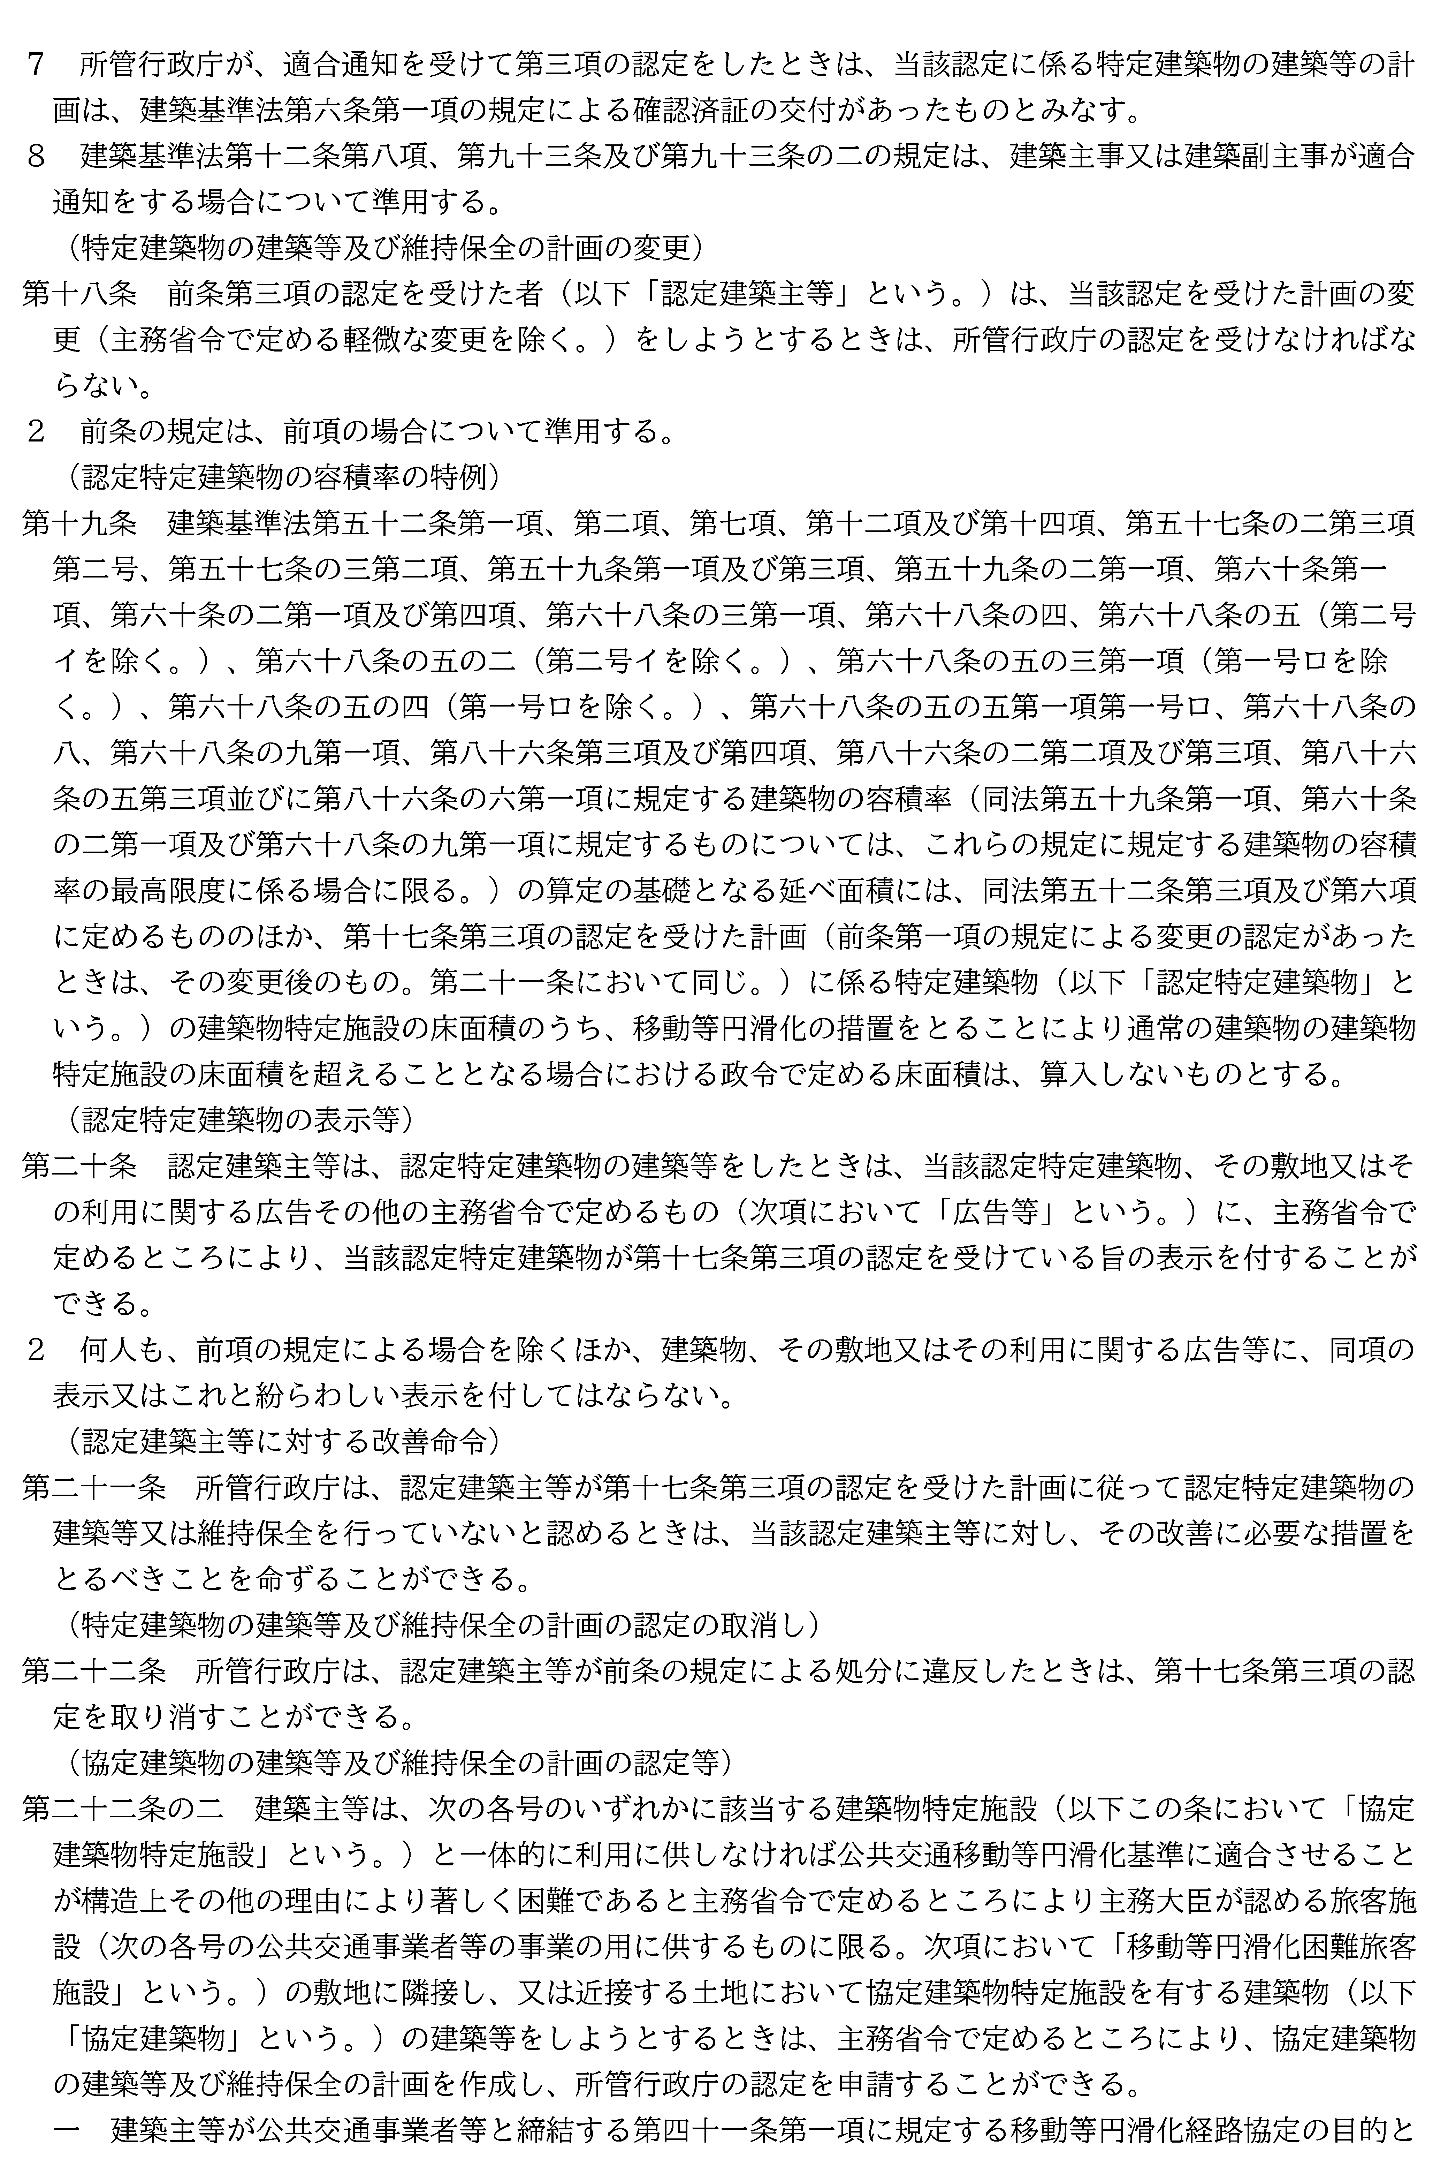 ７　所管行政庁が、適合通知を受けて第三項の認定をしたときは、当該認定に係る特定建築物の建築等の計
画は、建築基準法第六条第一項の規定による確認済証の交付があったものとみなす。
８　建築基準法第十二条第八項、第九十三条及び第九十三条の二の規定は、建築主事又は建築副主事が適合
通知をする場合について準用する。
（特定建築物の建築等及び維持保全の計画の変更）
第十八条　前条第三項の認定を受けた者（以下「認定建築主等」という。）は、当該認定を受けた計画の変
更（主務省令で定める軽微な変更を除く。）をしようとするときは、所管行政庁の認定を受けなければな
らない。
２　前条の規定は、前項の場合について準用する。
（認定特定建築物の容積率の特例）
第十九条　建築基準法第五十二条第一項、第二項、第七項、第十二項及び第十四項、第五十七条の二第三項
第二号、第五十七条の三第二項、第五十九条第一項及び第三項、第五十九条の二第一項、第六十条第一
項、第六十条の二第一項及び第四項、第六十八条の三第一項、第六十八条の四、第六十八条の五（第二号
イを除く。）、第六十八条の五の二（第二号イを除く。）、第六十八条の五の三第一項（第一号ロを除
く。）、第六十八条の五の四（第一号ロを除く。）、第六十八条の五の五第一項第一号ロ、第六十八条の
八、第六十八条の九第一項、第八十六条第三項及び第四項、第八十六条の二第二項及び第三項、第八十六
条の五第三項並びに第八十六条の六第一項に規定する建築物の容積率（同法第五十九条第一項、第六十条
の二第一項及び第六十八条の九第一項に規定するものについては、これらの規定に規定する建築物の容積
率の最高限度に係る場合に限る。）の算定の基礎となる延べ面積には、同法第五十二条第三項及び第六項
に定めるもののほか、第十七条第三項の認定を受けた計画（前条第一項の規定による変更の認定があった
ときは、その変更後のもの。第二十一条において同じ。）に係る特定建築物（以下「認定特定建築物」と
いう。）の建築物特定施設の床面積のうち、移動等円滑化の措置をとることにより通常の建築物の建築物
特定施設の床面積を超えることとなる場合における政令で定める床面積は、算入しないものとする。
（認定特定建築物の表示等）
第二十条　認定建築主等は、認定特定建築物の建築等をしたときは、当該認定特定建築物、その敷地又はそ
の利用に関する広告その他の主務省令で定めるもの（次項において「広告等」という。）に、主務省令で
定めるところにより、当該認定特定建築物が第十七条第三項の認定を受けている旨の表示を付することが
できる。
２　何人も、前項の規定による場合を除くほか、建築物、その敷地又はその利用に関する広告等に、同項の
表示又はこれと紛らわしい表示を付してはならない。
（認定建築主等に対する改善命令）
第二十一条　所管行政庁は、認定建築主等が第十七条第三項の認定を受けた計画に従って認定特定建築物の
建築等又は維持保全を行っていないと認めるときは、当該認定建築主等に対し、その改善に必要な措置を
とるべきことを命ずることができる。
（特定建築物の建築等及び維持保全の計画の認定の取消し）
第二十二条　所管行政庁は、認定建築主等が前条の規定による処分に違反したときは、第十七条第三項の認
定を取り消すことができる。
（協定建築物の建築等及び維持保全の計画の認定等）
第二十二条の二　建築主等は、次の各号のいずれかに該当する建築物特定施設（以下この条において「協定
建築物特定施設」という。）と一体的に利用に供しなければ公共交通移動等円滑化基準に適合させること
が構造上その他の理由により著しく困難であると主務省令で定めるところにより主務大臣が認める旅客施
設（次の各号の公共交通事業者等の事業の用に供するものに限る。次項において「移動等円滑化困難旅客
施設」という。）の敷地に隣接し、又は近接する土地において協定建築物特定施設を有する建築物（以下
「協定建築物」という。）の建築等をしようとするときは、主務省令で定めるところにより、協定建築物
の建築等及び維持保全の計画を作成し、所管行政庁の認定を申請することができる。
一　建築主等が公共交通事業者等と締結する第四十一条第一項に規定する移動等円滑化経路協定の目的と